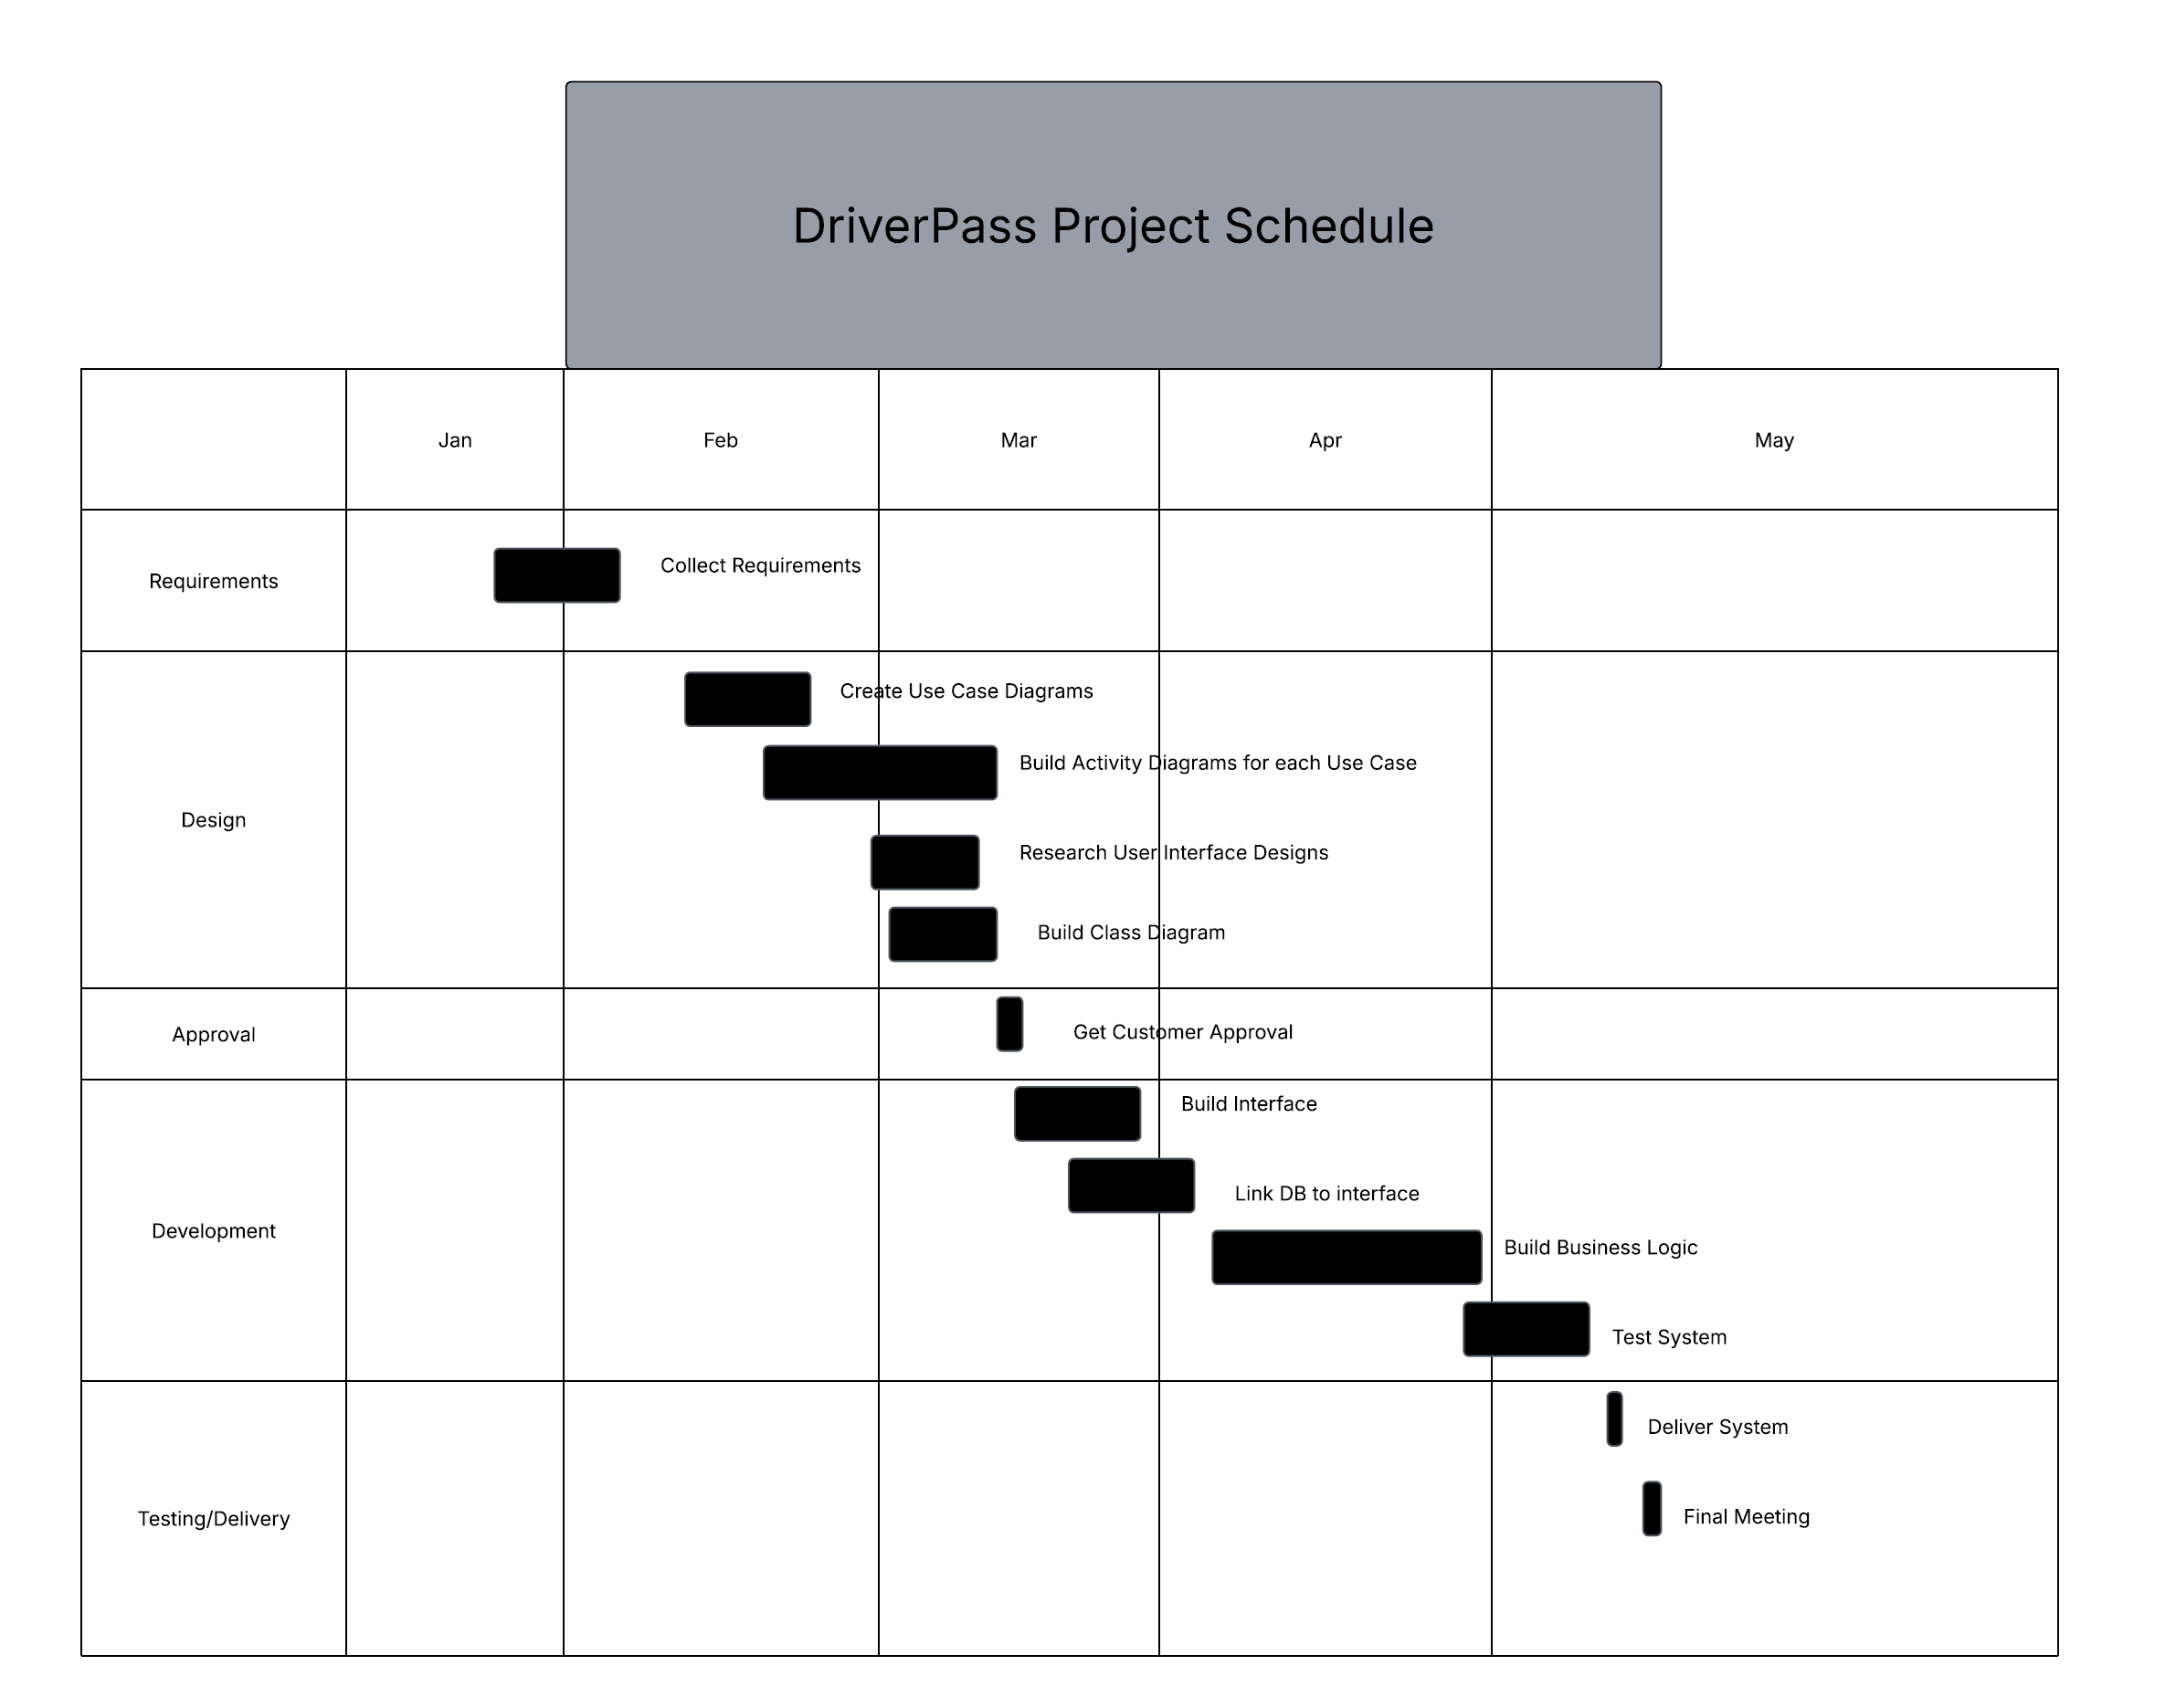 DriverPass Project Schedule
Jan
Feb
Mar
Apr
May
Requirements
Collect Requirements
Design
Create Use Case Diagrams
Build Activity Diagrams for each Use Case
Research User Interface Designs
Build Class Diagram
Approval
Get Customer Approval
Development
Build Interface
Link DB to interface
Build Business Logic
Test System
Testing/Delivery
Deliver System
Final Meeting